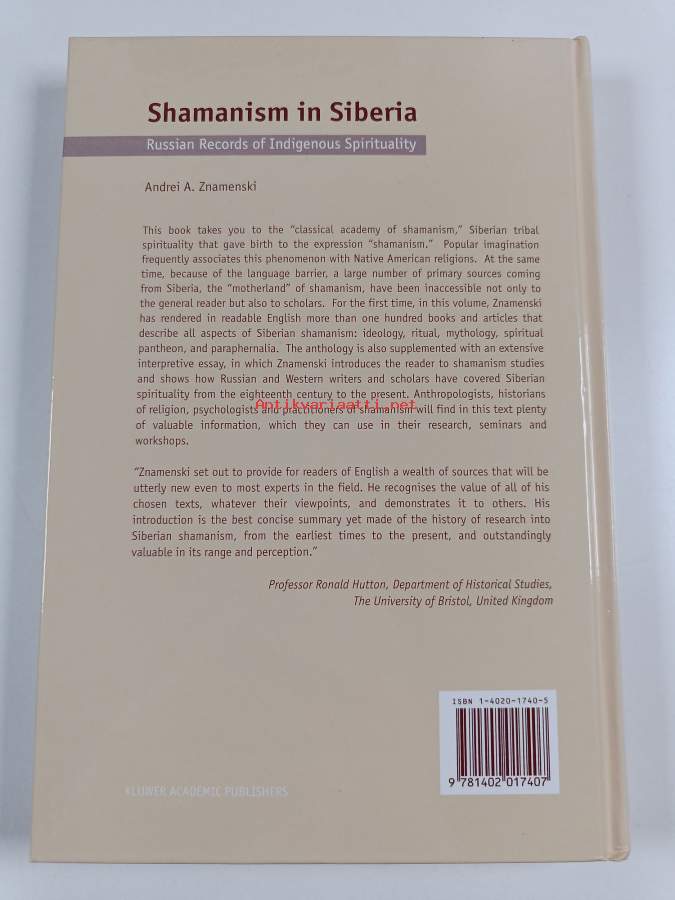 Shamanism in Siberia
Russian Records of Indigenous Spirituality
Andrei A. Znamenski
This book takes you to the “classical academy of shamanism,” Siberian tribal
spirituality that gave birth to the expression “shamanism.” Popular imagination
frequently associates this phenomenon with Native American religions. At the same
time, because of the language barrier, a large number of primary sources coming
from Siberia, the “motherland” of shamanism, have been inaccessible not only to
the general reader but also to scholars. For the first time, in this volume, Znamenski
has rendered in readable English more than one hundred books and articles that
describe all aspects of Siberian shamanism: ideology, ritual, mythology, spiritual
pantheon, and paraphernalia. The anthology is also supplemented with an extensive
interpretive essay, in which Znamenski introduces the reader to shamanism studies
and shows how Russian and Western writers and scholars have covered Siberian
spirituality from the eighteenth century to the present. Anthropologists, historians
of religion, psychologists and practitioners of shamanism will find in this text plenty
of valuable information, which they can use in their research, seminars and
workshops.
Antikvariaatti.net
“Znamenski set out to provide for readers of English a wealth of sources that will be
utterly new even to most experts in the field. He recognises the value of all of his
chosen texts, whatever their viewpoints, and demonstrates it to others. His
introduction is the best concise summary yet made of the history of research into
Siberian shamanism, from the earliest times to the present, and outstandingly
valuable in its range and perception.”
Professor Ronald Hutton, Department of Historical Studies,
The University of Bristol, United Kingdom
ISBN 1-4020-1740-5
9 781402 017407
KLUWER ACADEMIC PUBLISHERS